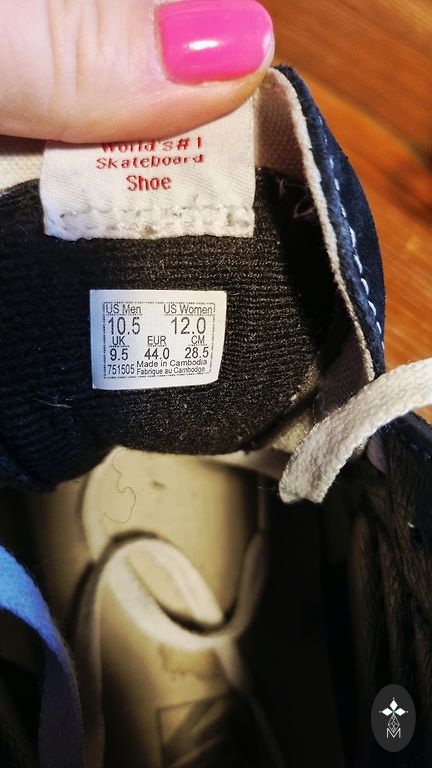 World's #1
Skateboard
Shoe
US Men US Women
10.5 12.0
UK EUR CM
9.5 44.0 28.5
751505 Made in Cambodia
Fabrique au Cambodge
M